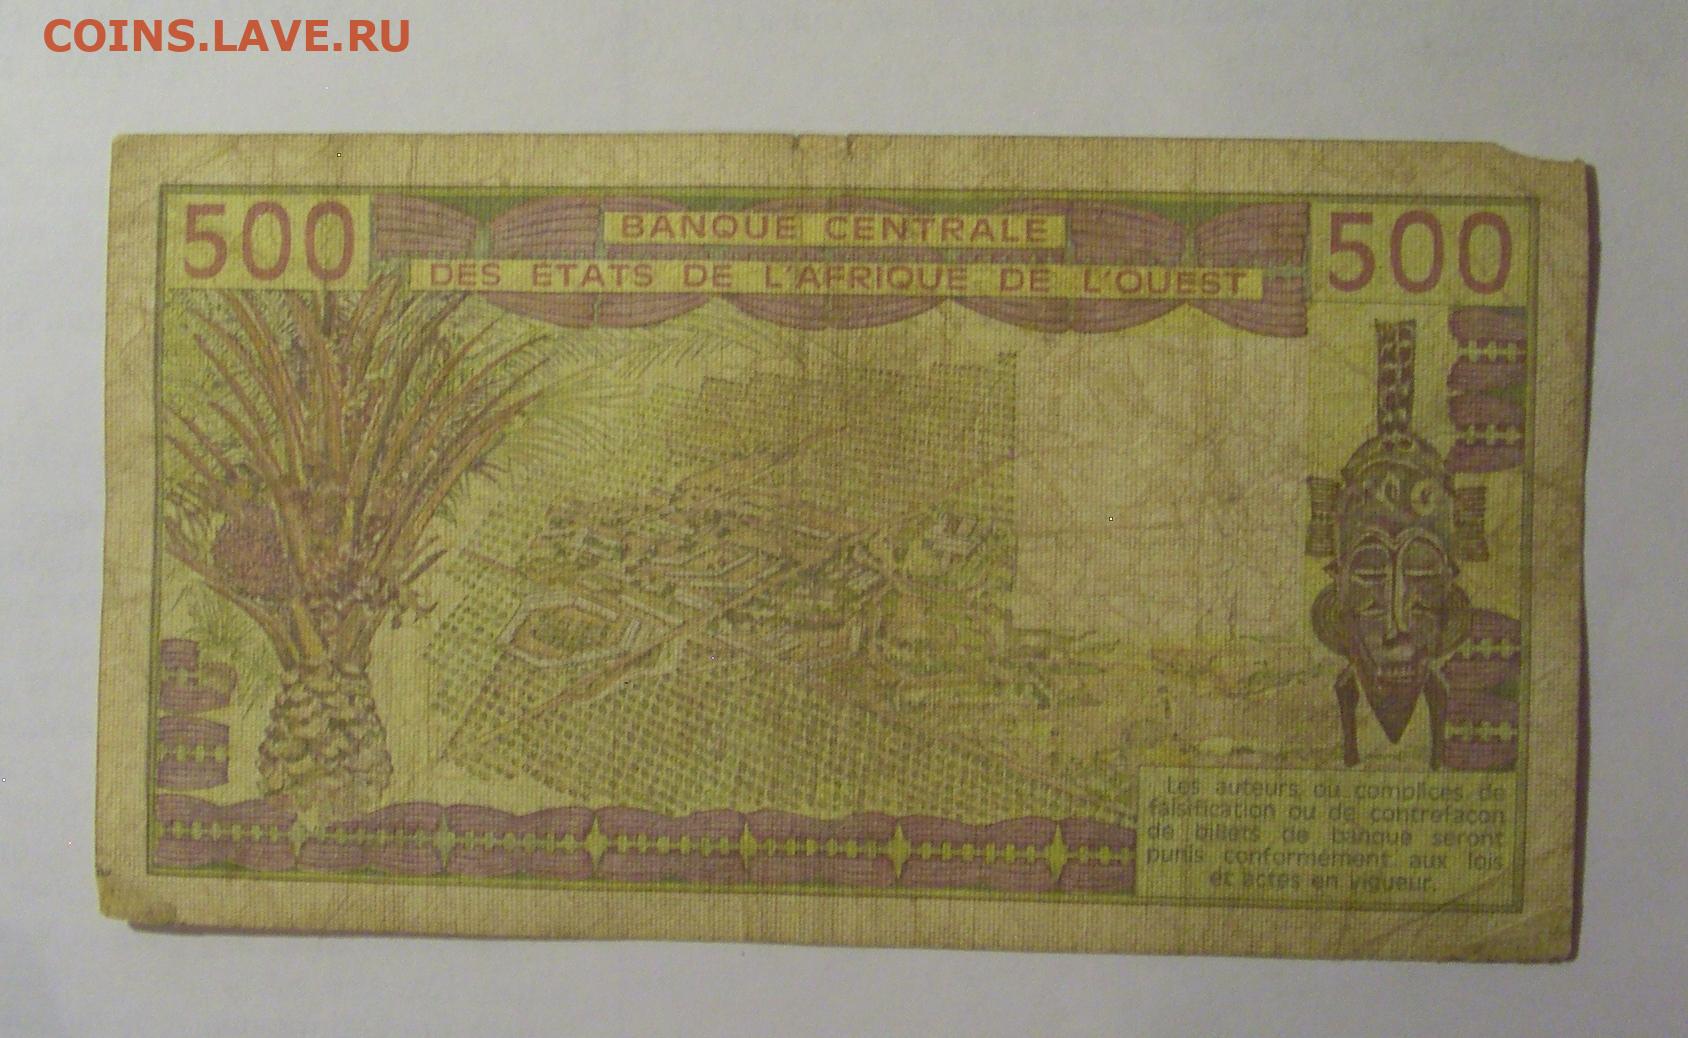 COINS.LAVE.RU
500
BANQUE CENTRALE
500
DES ETATS DE L'AFRIQUE DE L'OUEST
Les auteurs ou complices de
falsification ou de contrefaçon
de billets de banque seront
punis conformément aux lois
et actes en vigueur.